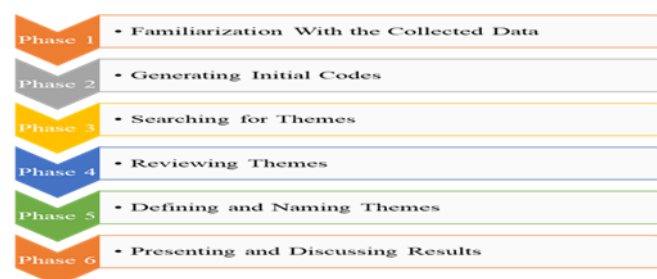 Phase 1 • Familiarization With the Collected Data
Phase 2 • Generating Initial Codes
Phase 3 • Searching for Themes
Phase 4 • Reviewing Themes
Phase 5 • Defining and Naming Themes
Phase 6 • Presenting and Discussing Results